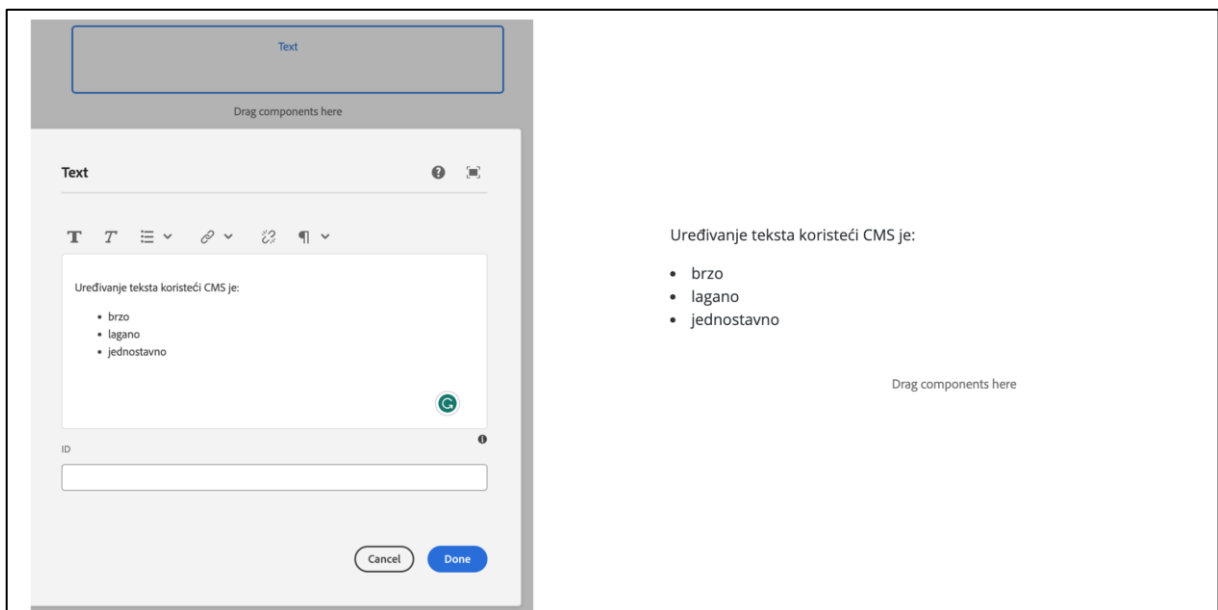 Text
Drag components here
Text
Uređivanje teksta koristeći CMS je:
• brzo
• lagano
• jednostavno
ID
Cancel Done
Uređivanje teksta koristeći CMS je:
• brzo
• lagano
• jednostavno
Drag components here